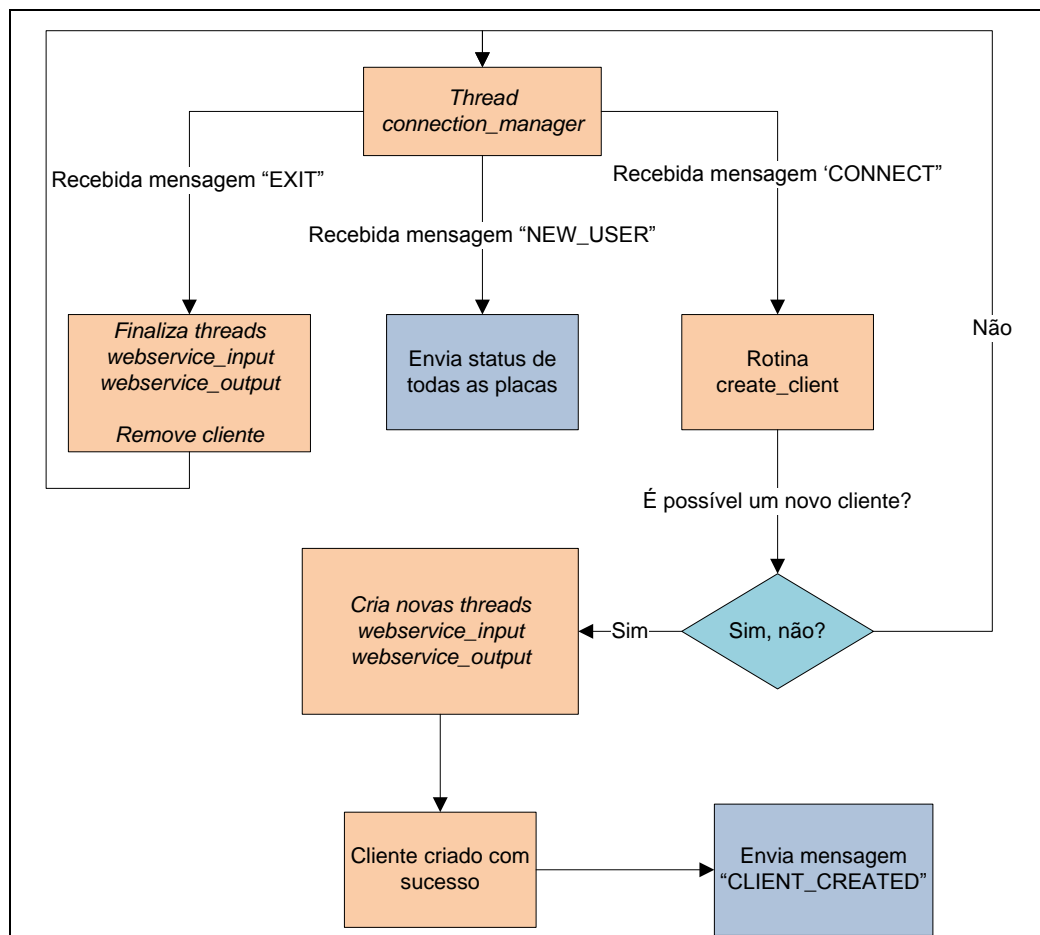 Thread
connection_manager
Recebida mensagem “EXIT”
Recebida mensagem ‘CONNECT”
Recebida mensagem “NEW_USER”
Finaliza threads
webservice_input
webservice_output
Remove cliente
Envia status de
todas as placas
Rotina
create_client
Não
É possível um novo cliente?
Cria novas threads
webservice_input
webservice_output
Sim
Sim, não?
Cliente criado com
sucesso
Envia mensagem
“CLIENT_CREATED”